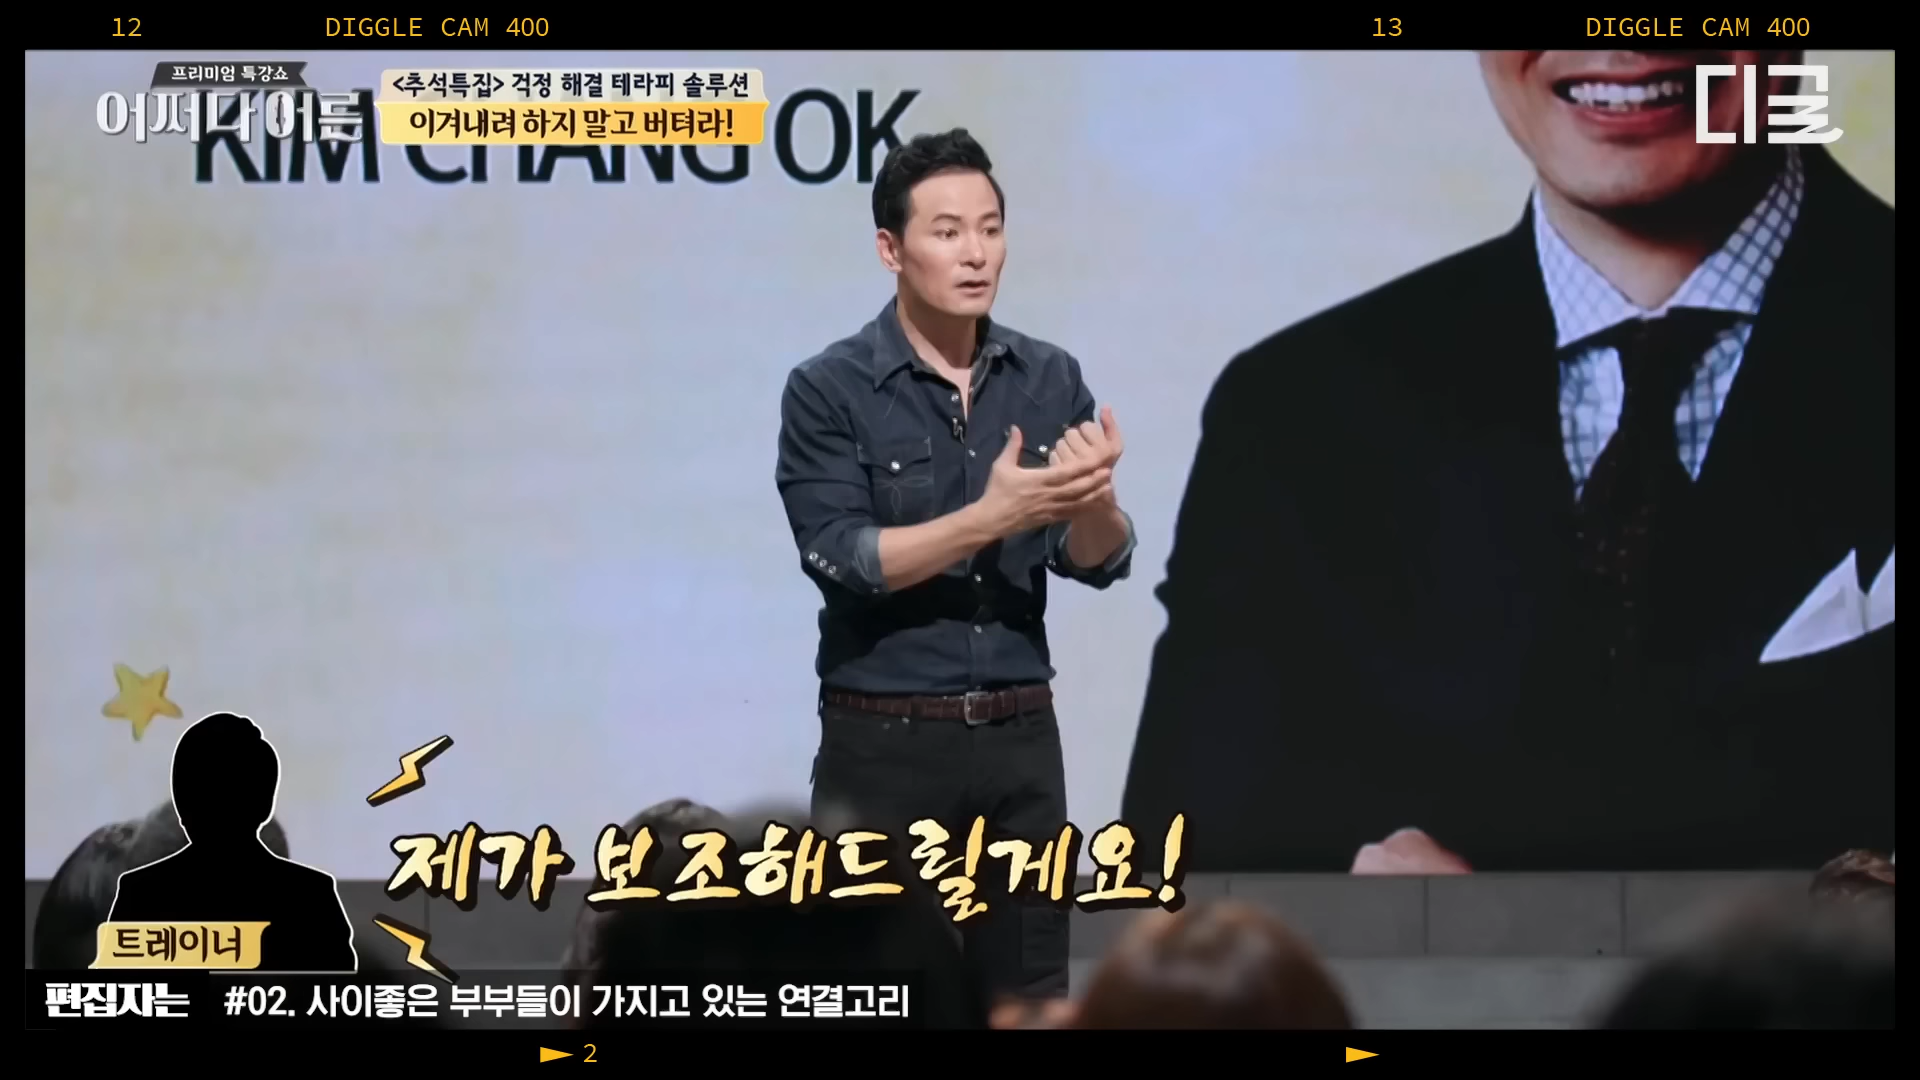 12 DIGGLE CAM 400 13 DIGGLE CAM 400
프리미엄 특강쇼
어쩌다 어른
<추석특집> 걱정 해결 테라피 솔루션
이겨내려 하지 말고 버텨라!
디글
KIM CHANG OK
제가 보조해드릴게요!
트레이너
편집자는 #02. 사이좋은 부부들이 가지고 있는 연결고리
2